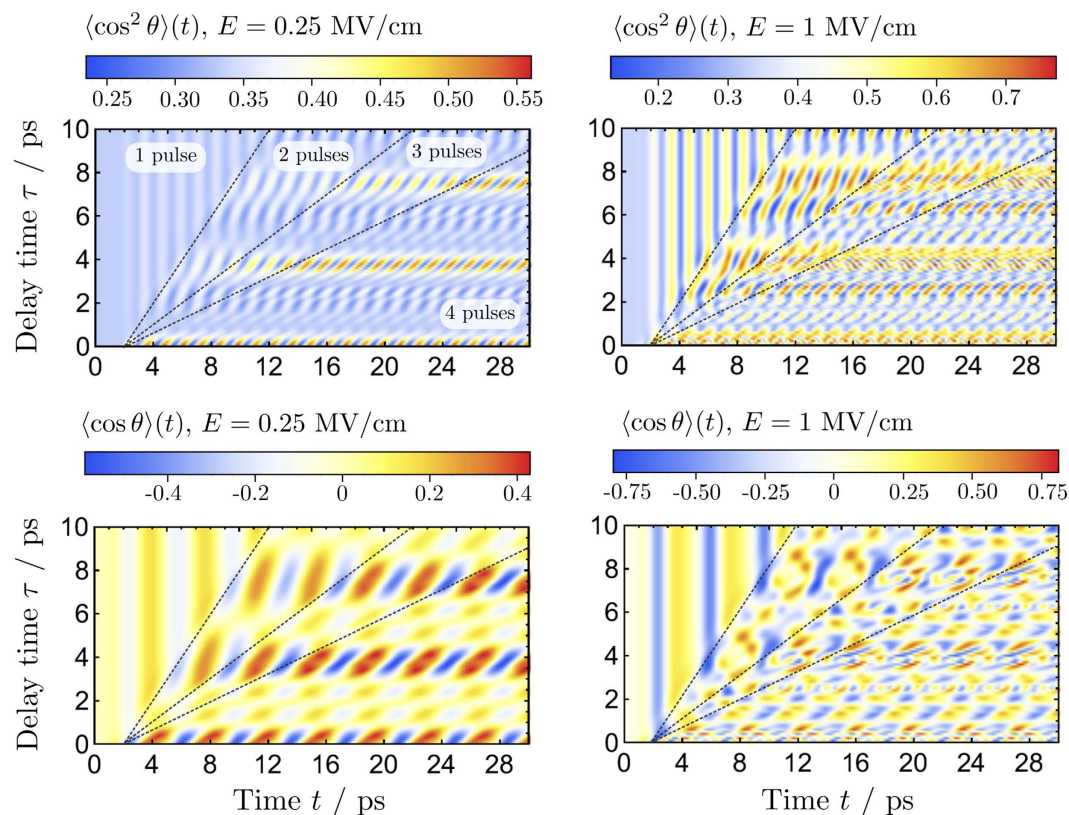 ⟨cos² θ⟩(t), E = 0.25 MV/cm
0.25 0.30 0.35 0.40 0.45 0.50 0.55
10
8
6
4
2
0
1 pulse
2 pulses
3 pulses
4 pulses
0 4 8 12 16 20 24 28
Delay time τ / ps
⟨cos² θ⟩(t), E = 1 MV/cm
0.2 0.3 0.4 0.5 0.6 0.7
10
8
6
4
2
0
0 4 8 12 16 20 24 28
⟨cos θ⟩(t), E = 0.25 MV/cm
-0.4 -0.2 0 0.2 0.4
10
8
6
4
2
0
0 4 8 12 16 20 24 28
Delay time τ / ps
Time t / ps
⟨cos θ⟩(t), E = 1 MV/cm
-0.75 -0.50 -0.25 0 0.25 0.50 0.75
10
8
6
4
2
0
0 4 8 12 16 20 24 28
Time t / ps